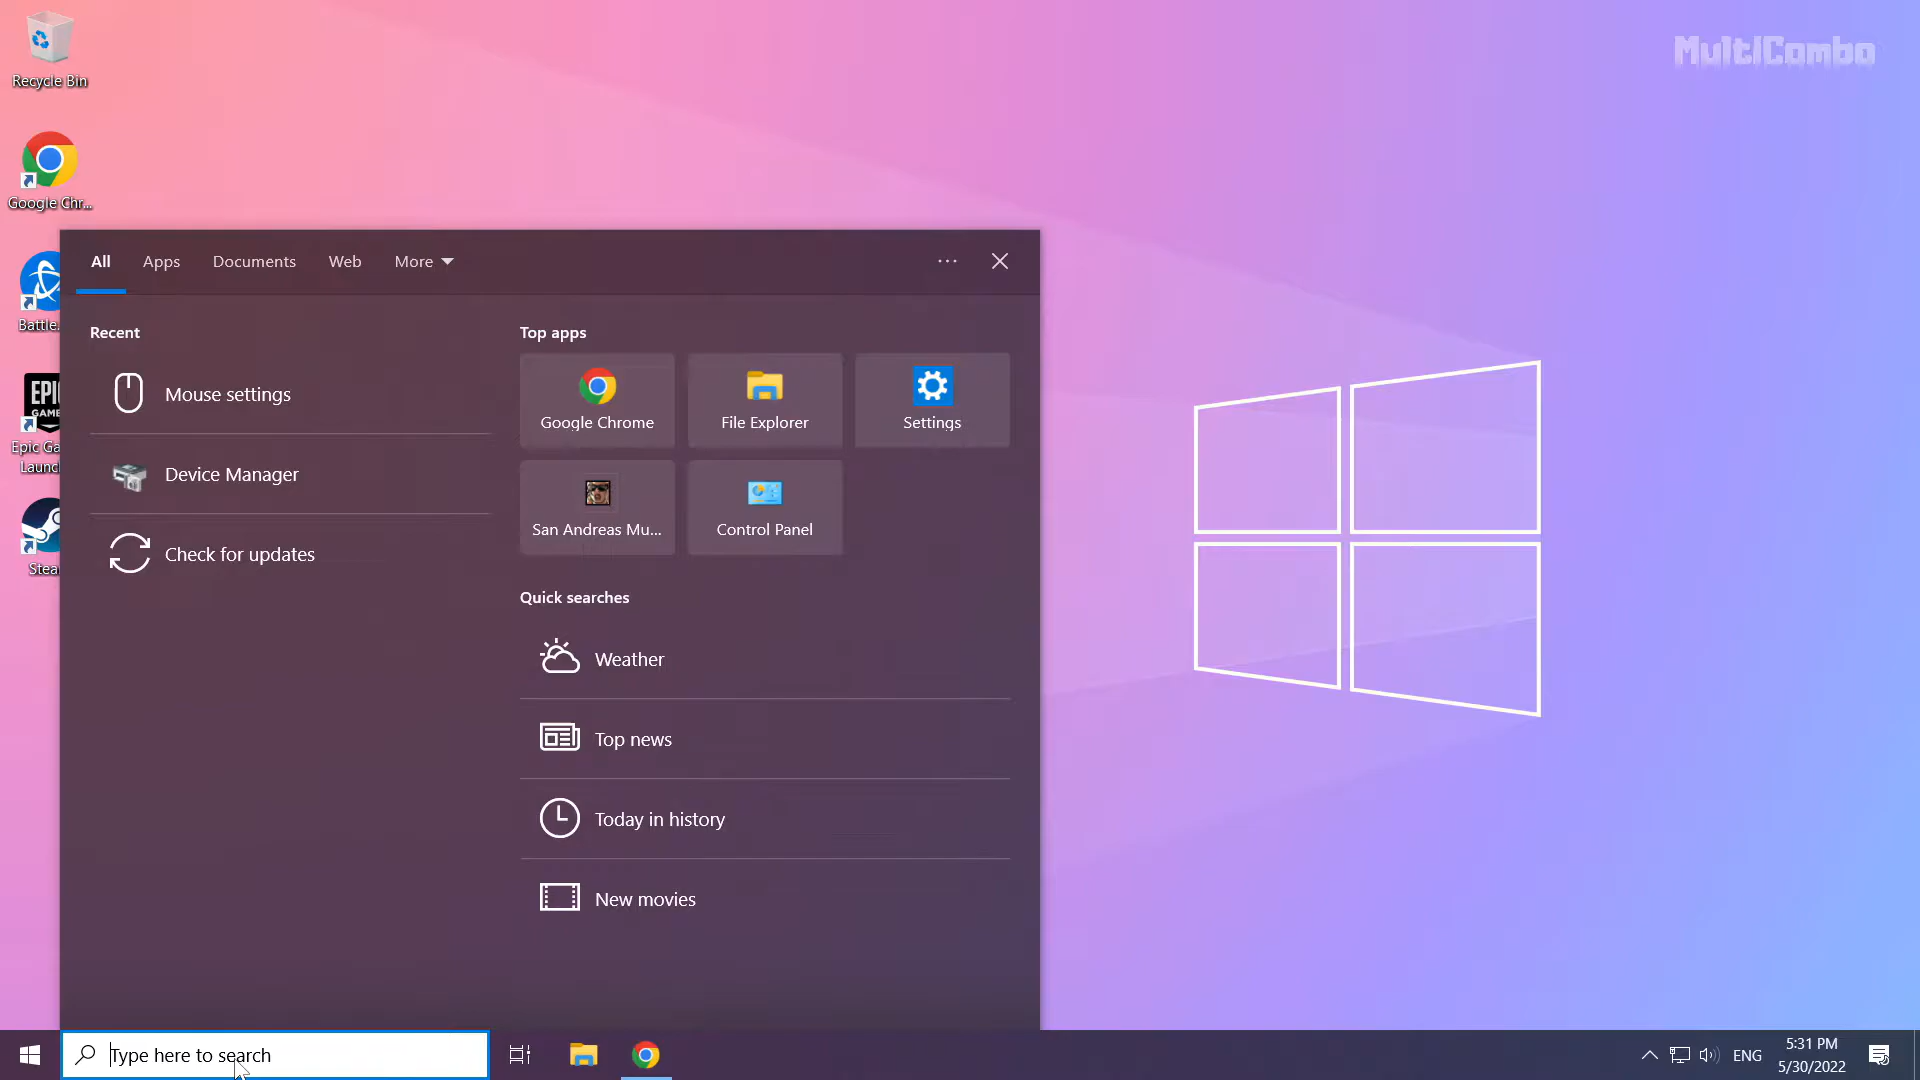 MultiCombo
Recycle Bin
Google Chr...
Battle.
EPIC
GAME
Epic Ga
Launc
Stea
All
Apps
Documents
Web
More
Recent
Mouse settings
Device Manager
Check for updates
Top apps
Google Chrome
File Explorer
Settings
San Andreas Mu...
Control Panel
Quick searches
Weather
Top news
Today in history
New movies
Type here to search
ENG
5:31 PM
5/30/2022